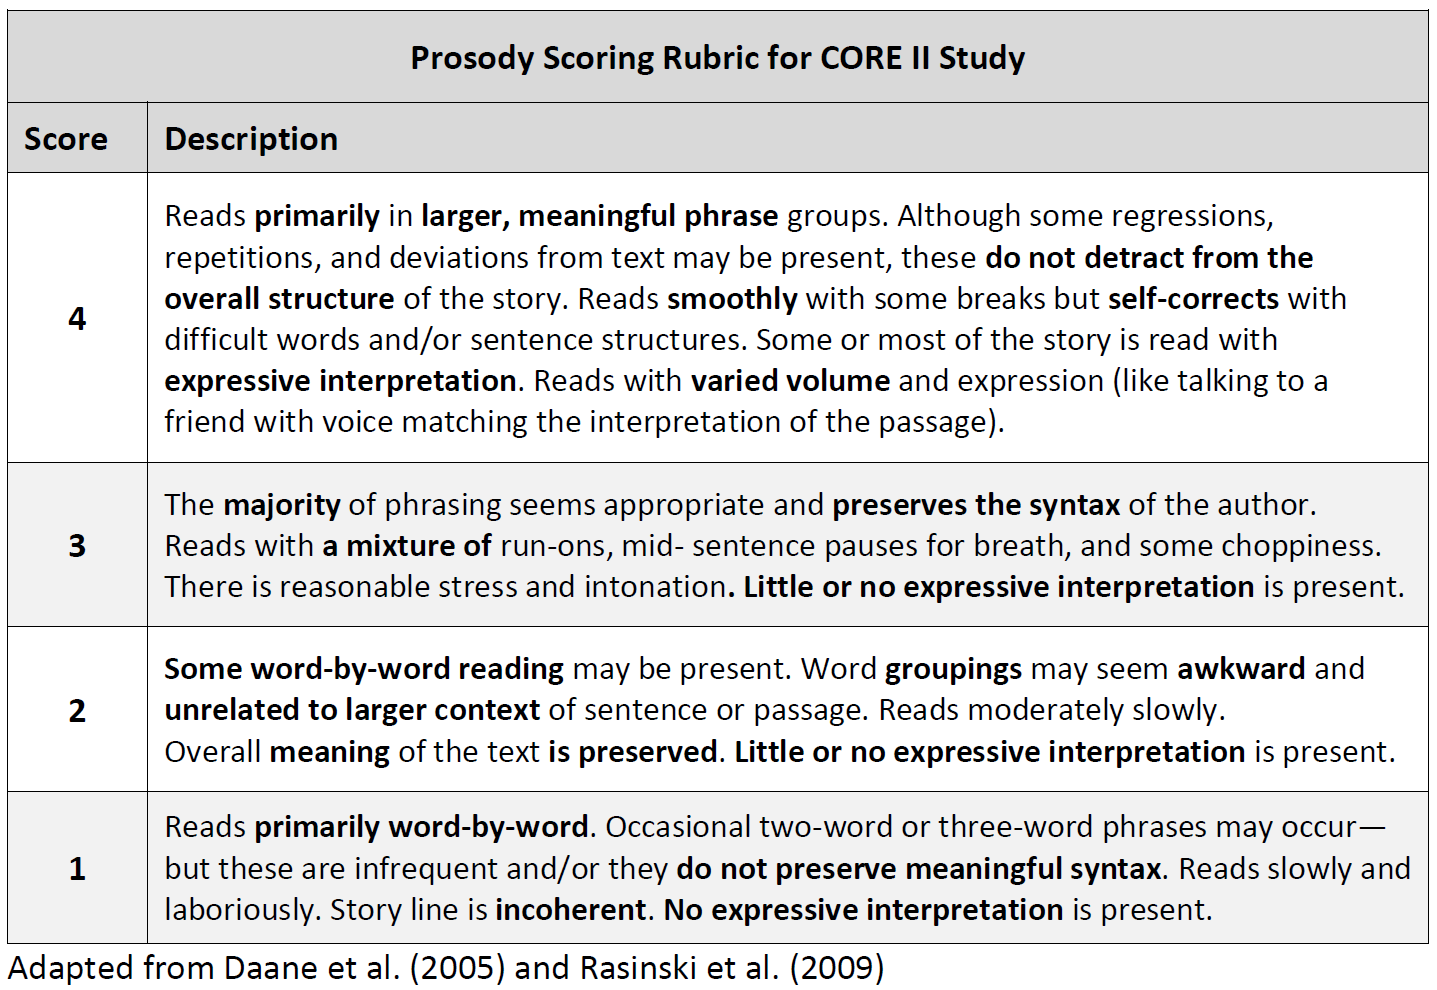 Prosody Scoring Rubric for CORE II Study
Score
Description
4
Reads primarily in larger, meaningful phrase groups. Although some regressions,
repetitions, and deviations from text may be present, these do not detract from the
overall structure of the story. Reads smoothly with some breaks but self-corrects with
difficult words and/or sentence structures. Some or most of the story is read with
expressive interpretation. Reads with varied volume and expression (like talking to a
friend with voice matching the interpretation of the passage).
3
The majority of phrasing seems appropriate and preserves the syntax of the author.
Reads with a mixture of run-ons, mid- sentence pauses for breath, and some choppiness.
There is reasonable stress and intonation. Little or no expressive interpretation is present.
2
Some word-by-word reading may be present. Word groupings may seem awkward and
unrelated to larger context of sentence or passage. Reads moderately slowly.
Overall meaning of the text is preserved. Little or no expressive interpretation is present.
1
Reads primarily word-by-word. Occasional two-word or three-word phrases may occur—
but these are infrequent and/or they do not preserve meaningful syntax. Reads slowly and
laboriously. Story line is incoherent. No expressive interpretation is present.
Adapted from Daane et al. (2005) and Rasinski et al. (2009)